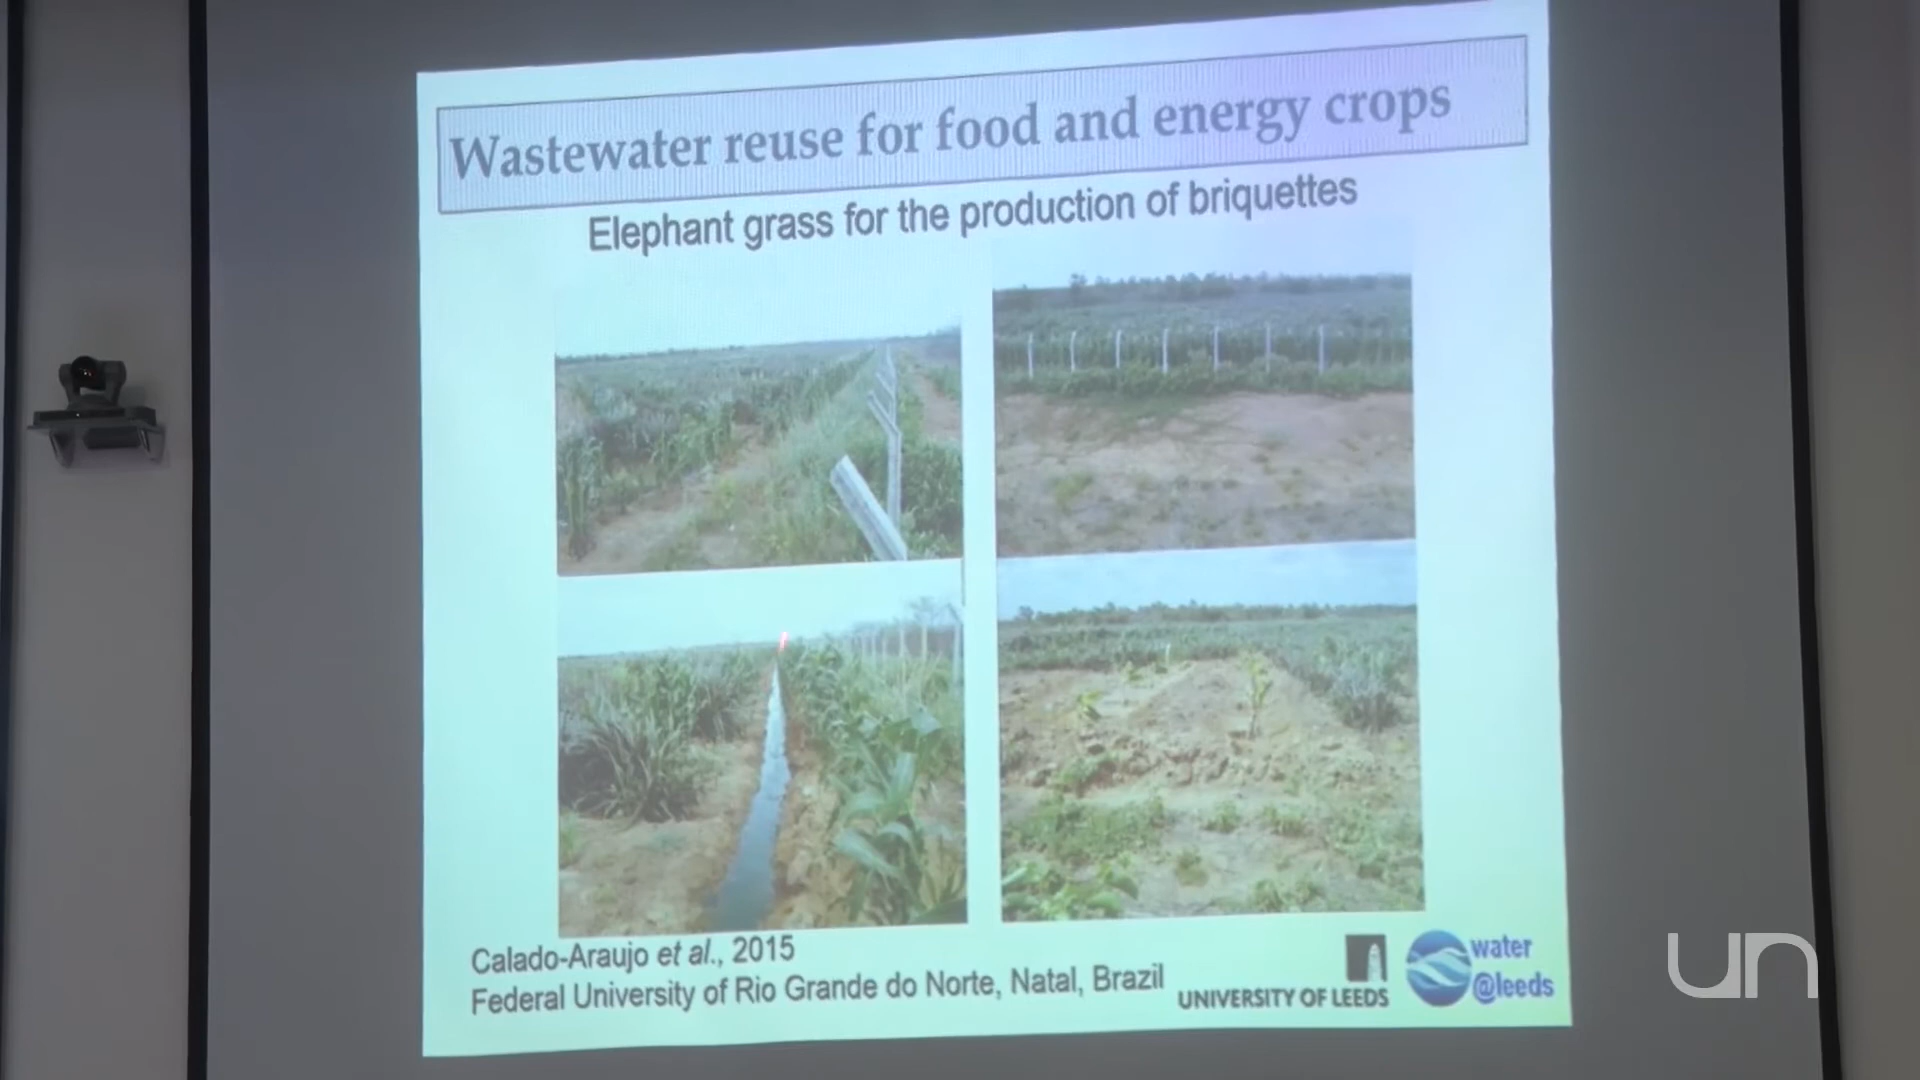 Wastewater reuse for food and energy crops
Elephant grass for the production of briquettes
Calado-Araujo et al., 2015
Federal University of Rio Grande do Norte, Natal, Brazil
UNIVERSITY OF LEEDS
water
@leeds
un